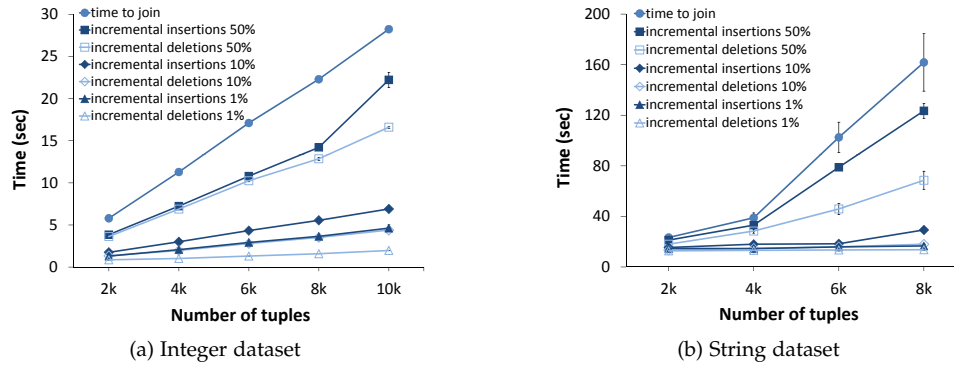 30
25
20
15
10
5
0
Time (sec)
time to join
incremental insertions 50%
incremental deletions 50%
incremental insertions 10%
incremental deletions 10%
incremental insertions 1%
incremental deletions 1%
2k 4k 6k 8k 10k
Number of tuples
(a) Integer dataset
200
160
120
80
40
0
Time (sec)
time to join
incremental insertions 50%
incremental deletions 50%
incremental insertions 10%
incremental deletions 10%
incremental insertions 1%
incremental deletions 1%
2k 4k 6k 8k
Number of tuples
(b) String dataset